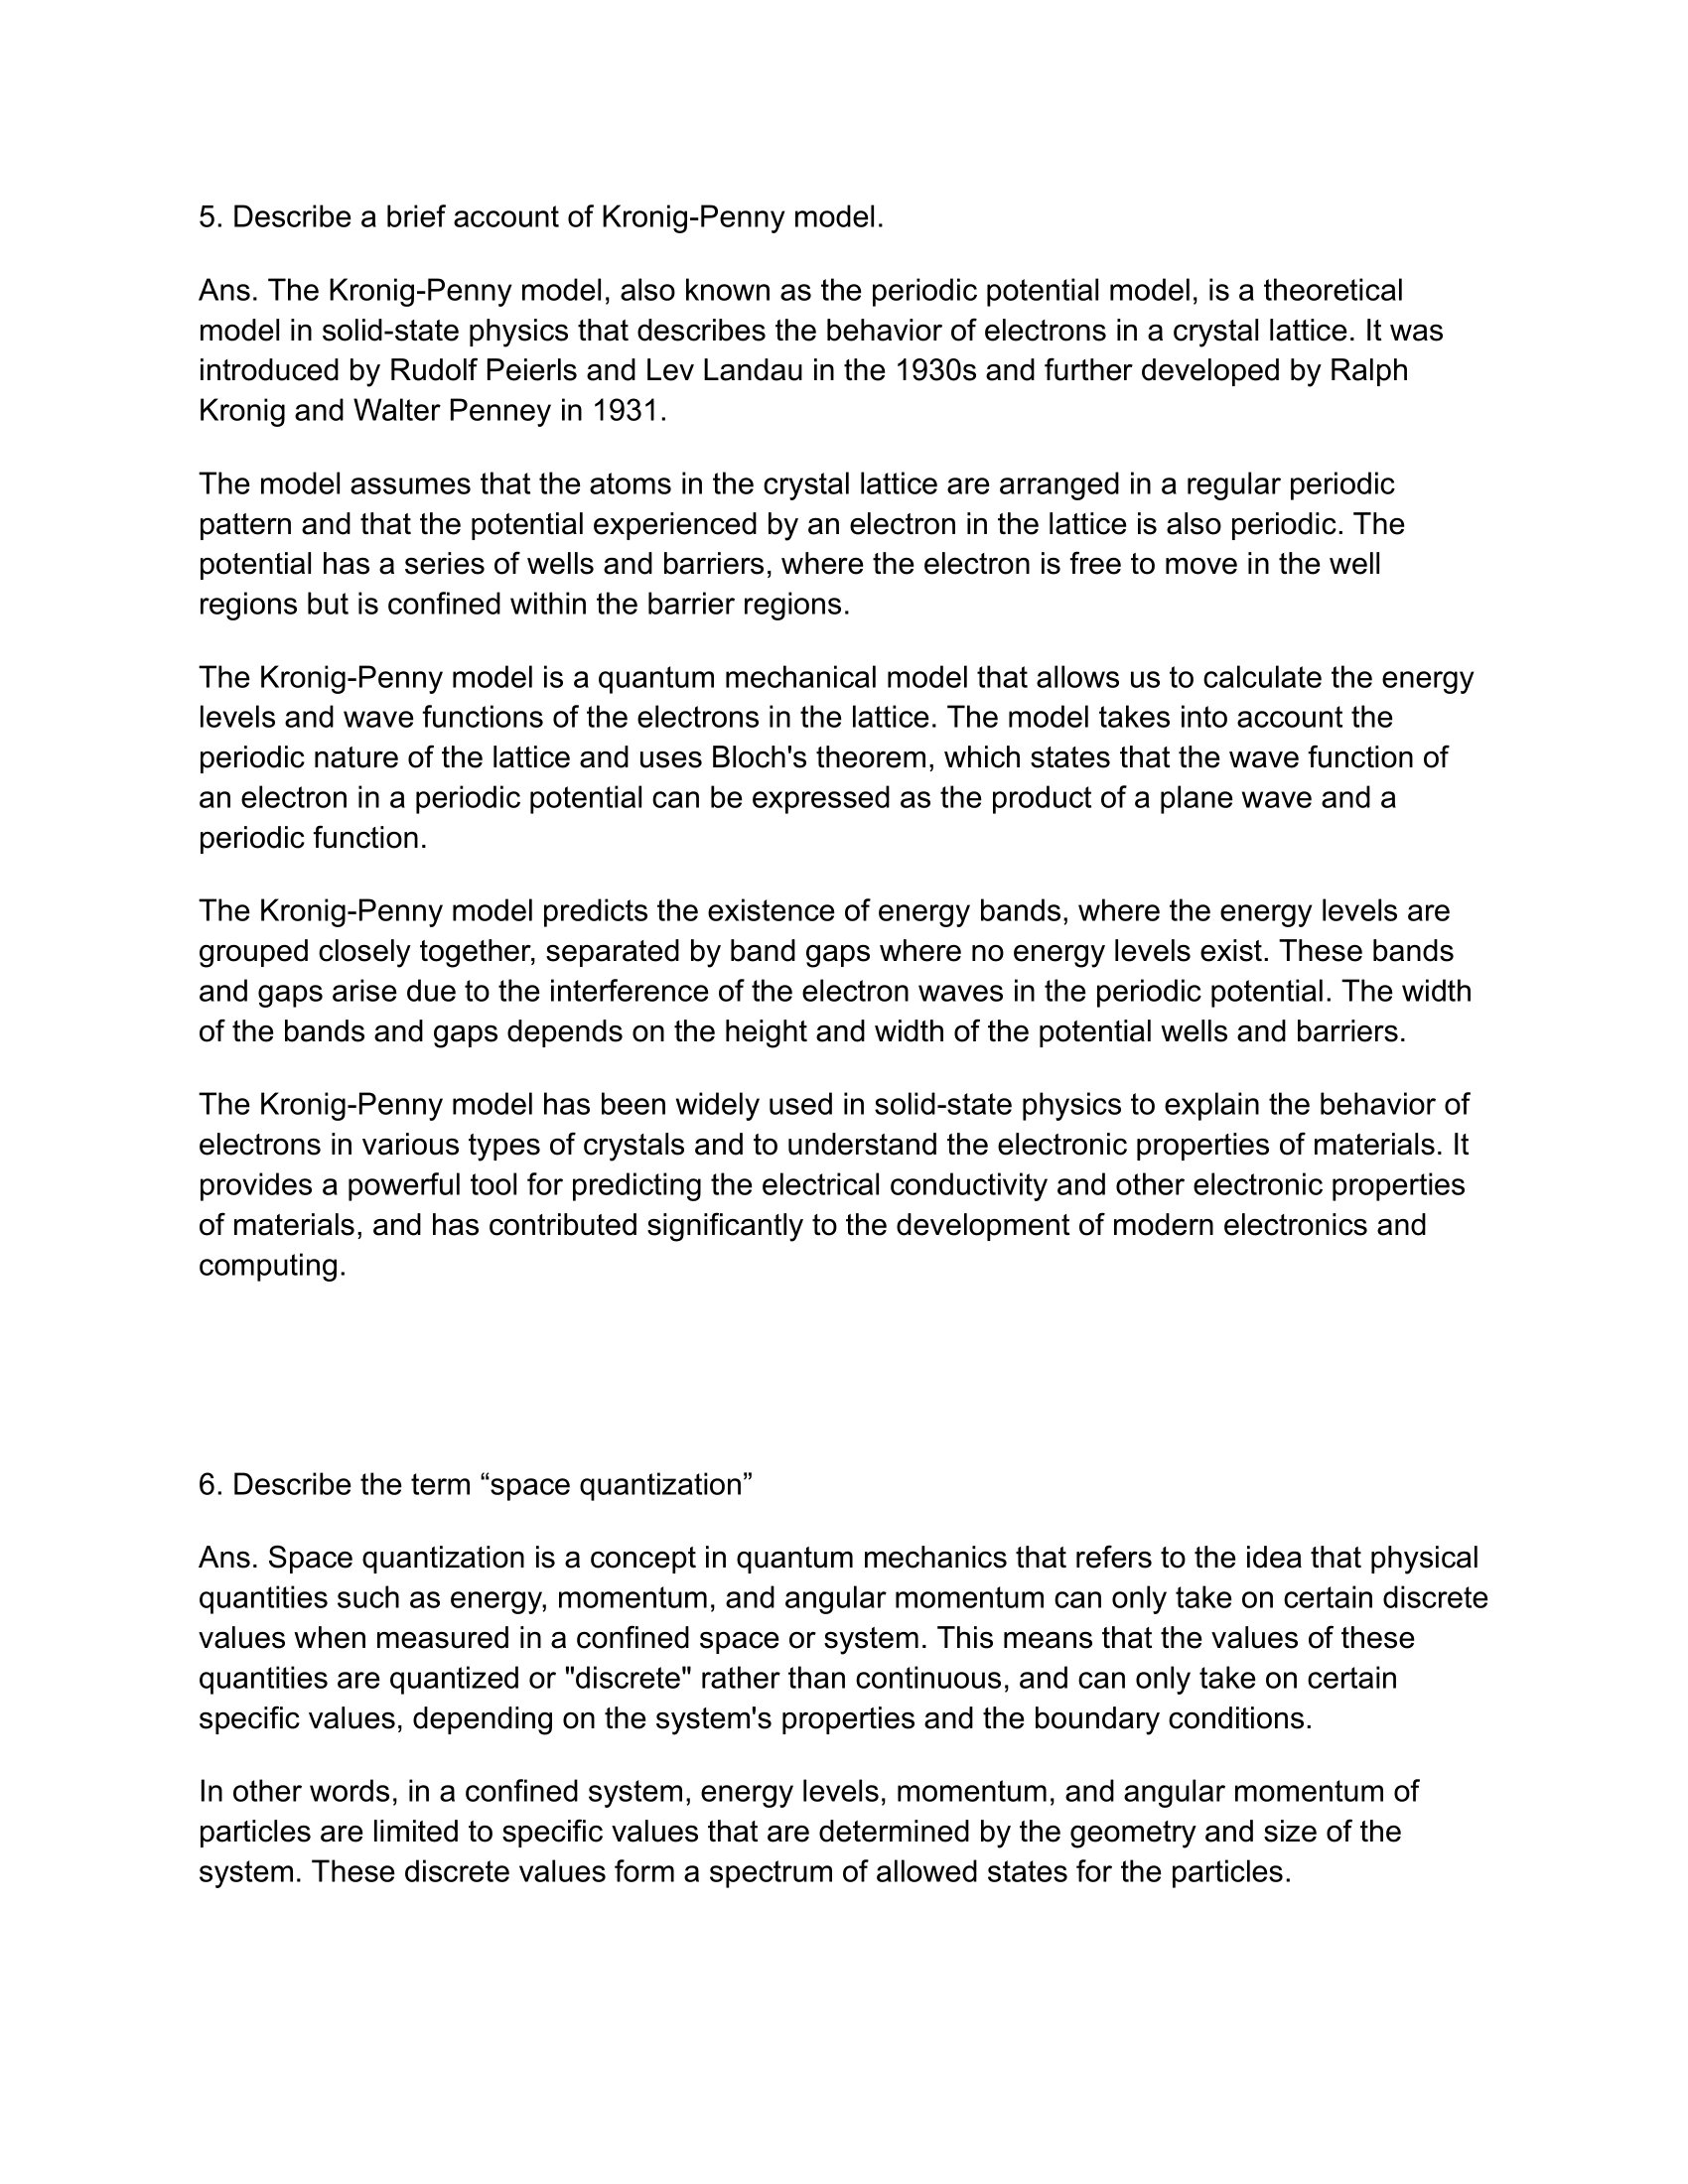 5. Describe a brief account of Kronig-Penny model.
Ans. The Kronig-Penny model, also known as the periodic potential model, is a theoretical
model in solid-state physics that describes the behavior of electrons in a crystal lattice. It was
introduced by Rudolf Peierls and Lev Landau in the 1930s and further developed by Ralph
Kronig and Walter Penney in 1931.
The model assumes that the atoms in the crystal lattice are arranged in a regular periodic
pattern and that the potential experienced by an electron in the lattice is also periodic. The
potential has a series of wells and barriers, where the electron is free to move in the well
regions but is confined within the barrier regions.
The Kronig-Penny model is a quantum mechanical model that allows us to calculate the energy
levels and wave functions of the electrons in the lattice. The model takes into account the
periodic nature of the lattice and uses Bloch's theorem, which states that the wave function of
an electron in a periodic potential can be expressed as the product of a plane wave and a
periodic function.
The Kronig-Penny model predicts the existence of energy bands, where the energy levels are
grouped closely together, separated by band gaps where no energy levels exist. These bands
and gaps arise due to the interference of the electron waves in the periodic potential. The width
of the bands and gaps depends on the height and width of the potential wells and barriers.
The Kronig-Penny model has been widely used in solid-state physics to explain the behavior of
electrons in various types of crystals and to understand the electronic properties of materials. It
provides a powerful tool for predicting the electrical conductivity and other electronic properties
of materials, and has contributed significantly to the development of modern electronics and
computing.
6. Describe the term “space quantization”
Ans. Space quantization is a concept in quantum mechanics that refers to the idea that physical
quantities such as energy, momentum, and angular momentum can only take on certain discrete
values when measured in a confined space or system. This means that the values of these
quantities are quantized or "discrete" rather than continuous, and can only take on certain
specific values, depending on the system's properties and the boundary conditions.
In other words, in a confined system, energy levels, momentum, and angular momentum of
particles are limited to specific values that are determined by the geometry and size of the
system. These discrete values form a spectrum of allowed states for the particles.